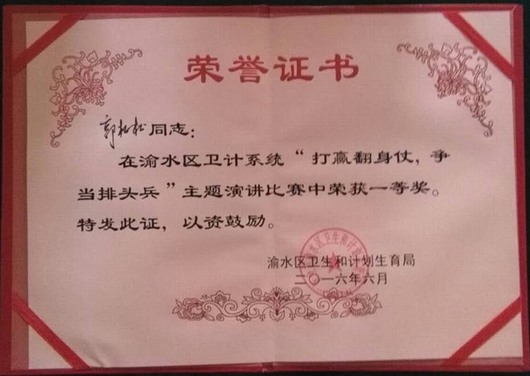 荣誉证书
郭松松同志：
在渝水区卫计系统“打赢翻身仗，争
当排头兵”主题演讲比赛中荣获一等奖。
特发此证，以资鼓励。
渝水区卫生和计划生育局
二〇一六年六月